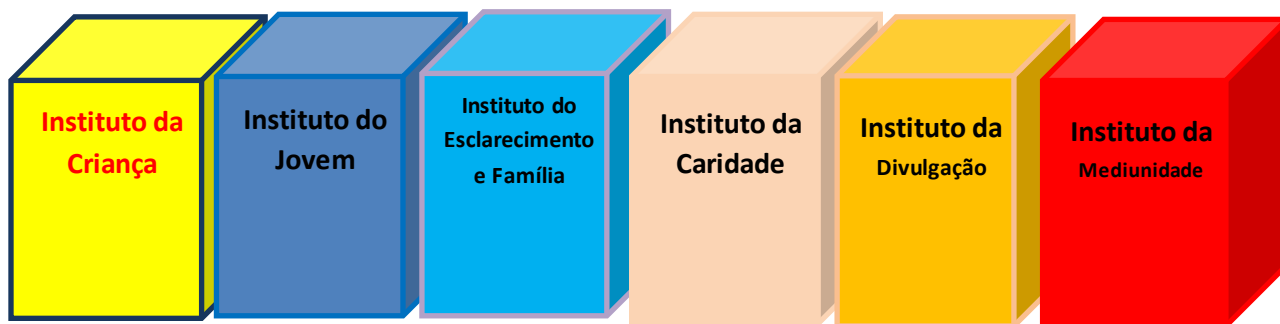 Instituto da
Criança
Instituto do
Jovem
Instituto do
Esclarecimento
e Família
Instituto da
Caridade
Instituto da
Divulgação
Instituto da
Mediunidade